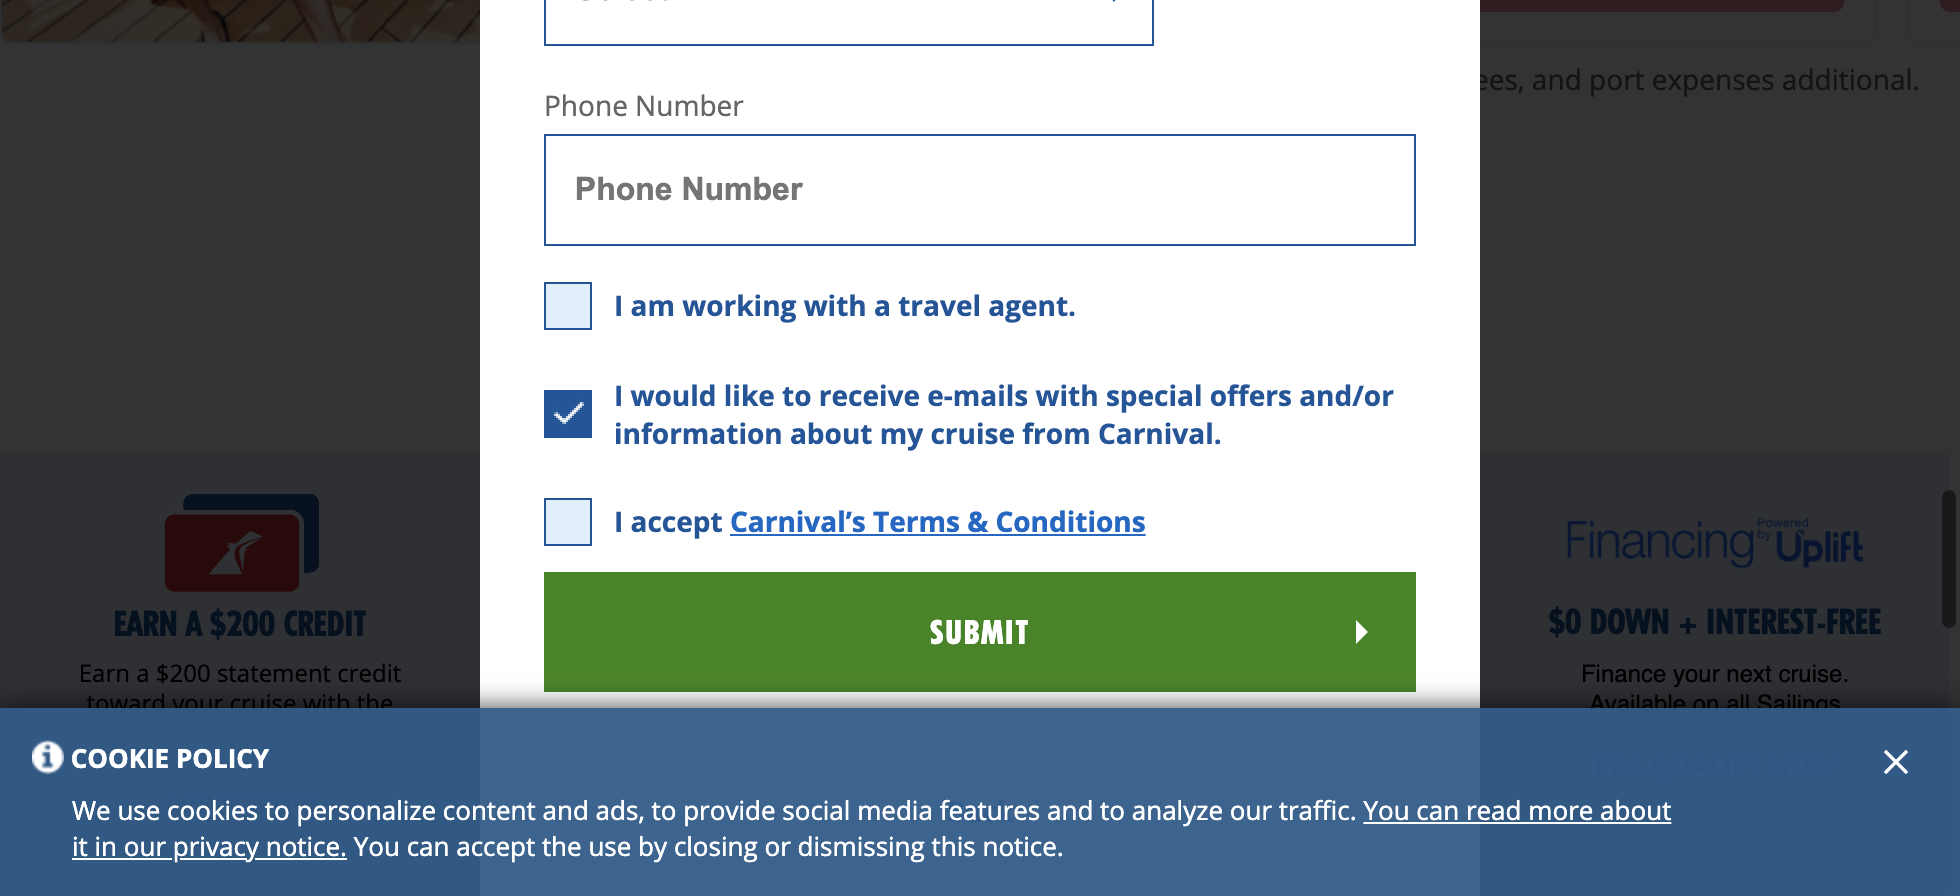 ees, and port expenses additional.
Phone Number
Phone Number
I am working with a travel agent.
I would like to receive e-mails with special offers and/or
information about my cruise from Carnival.
I accept Carnival’s Terms & Conditions
SUBMIT
EARN A $200 CREDIT
Earn a $200 statement credit
toward your cruise with the
Financing Powered by Uplift
$0 DOWN + INTEREST-FREE
Finance your next cruise.
Available on all Sailings
PRE-QUALIFY NOW
COOKIE POLICY
We use cookies to personalize content and ads, to provide social media features and to analyze our traffic. You can read more about
it in our privacy notice. You can accept the use by closing or dismissing this notice.